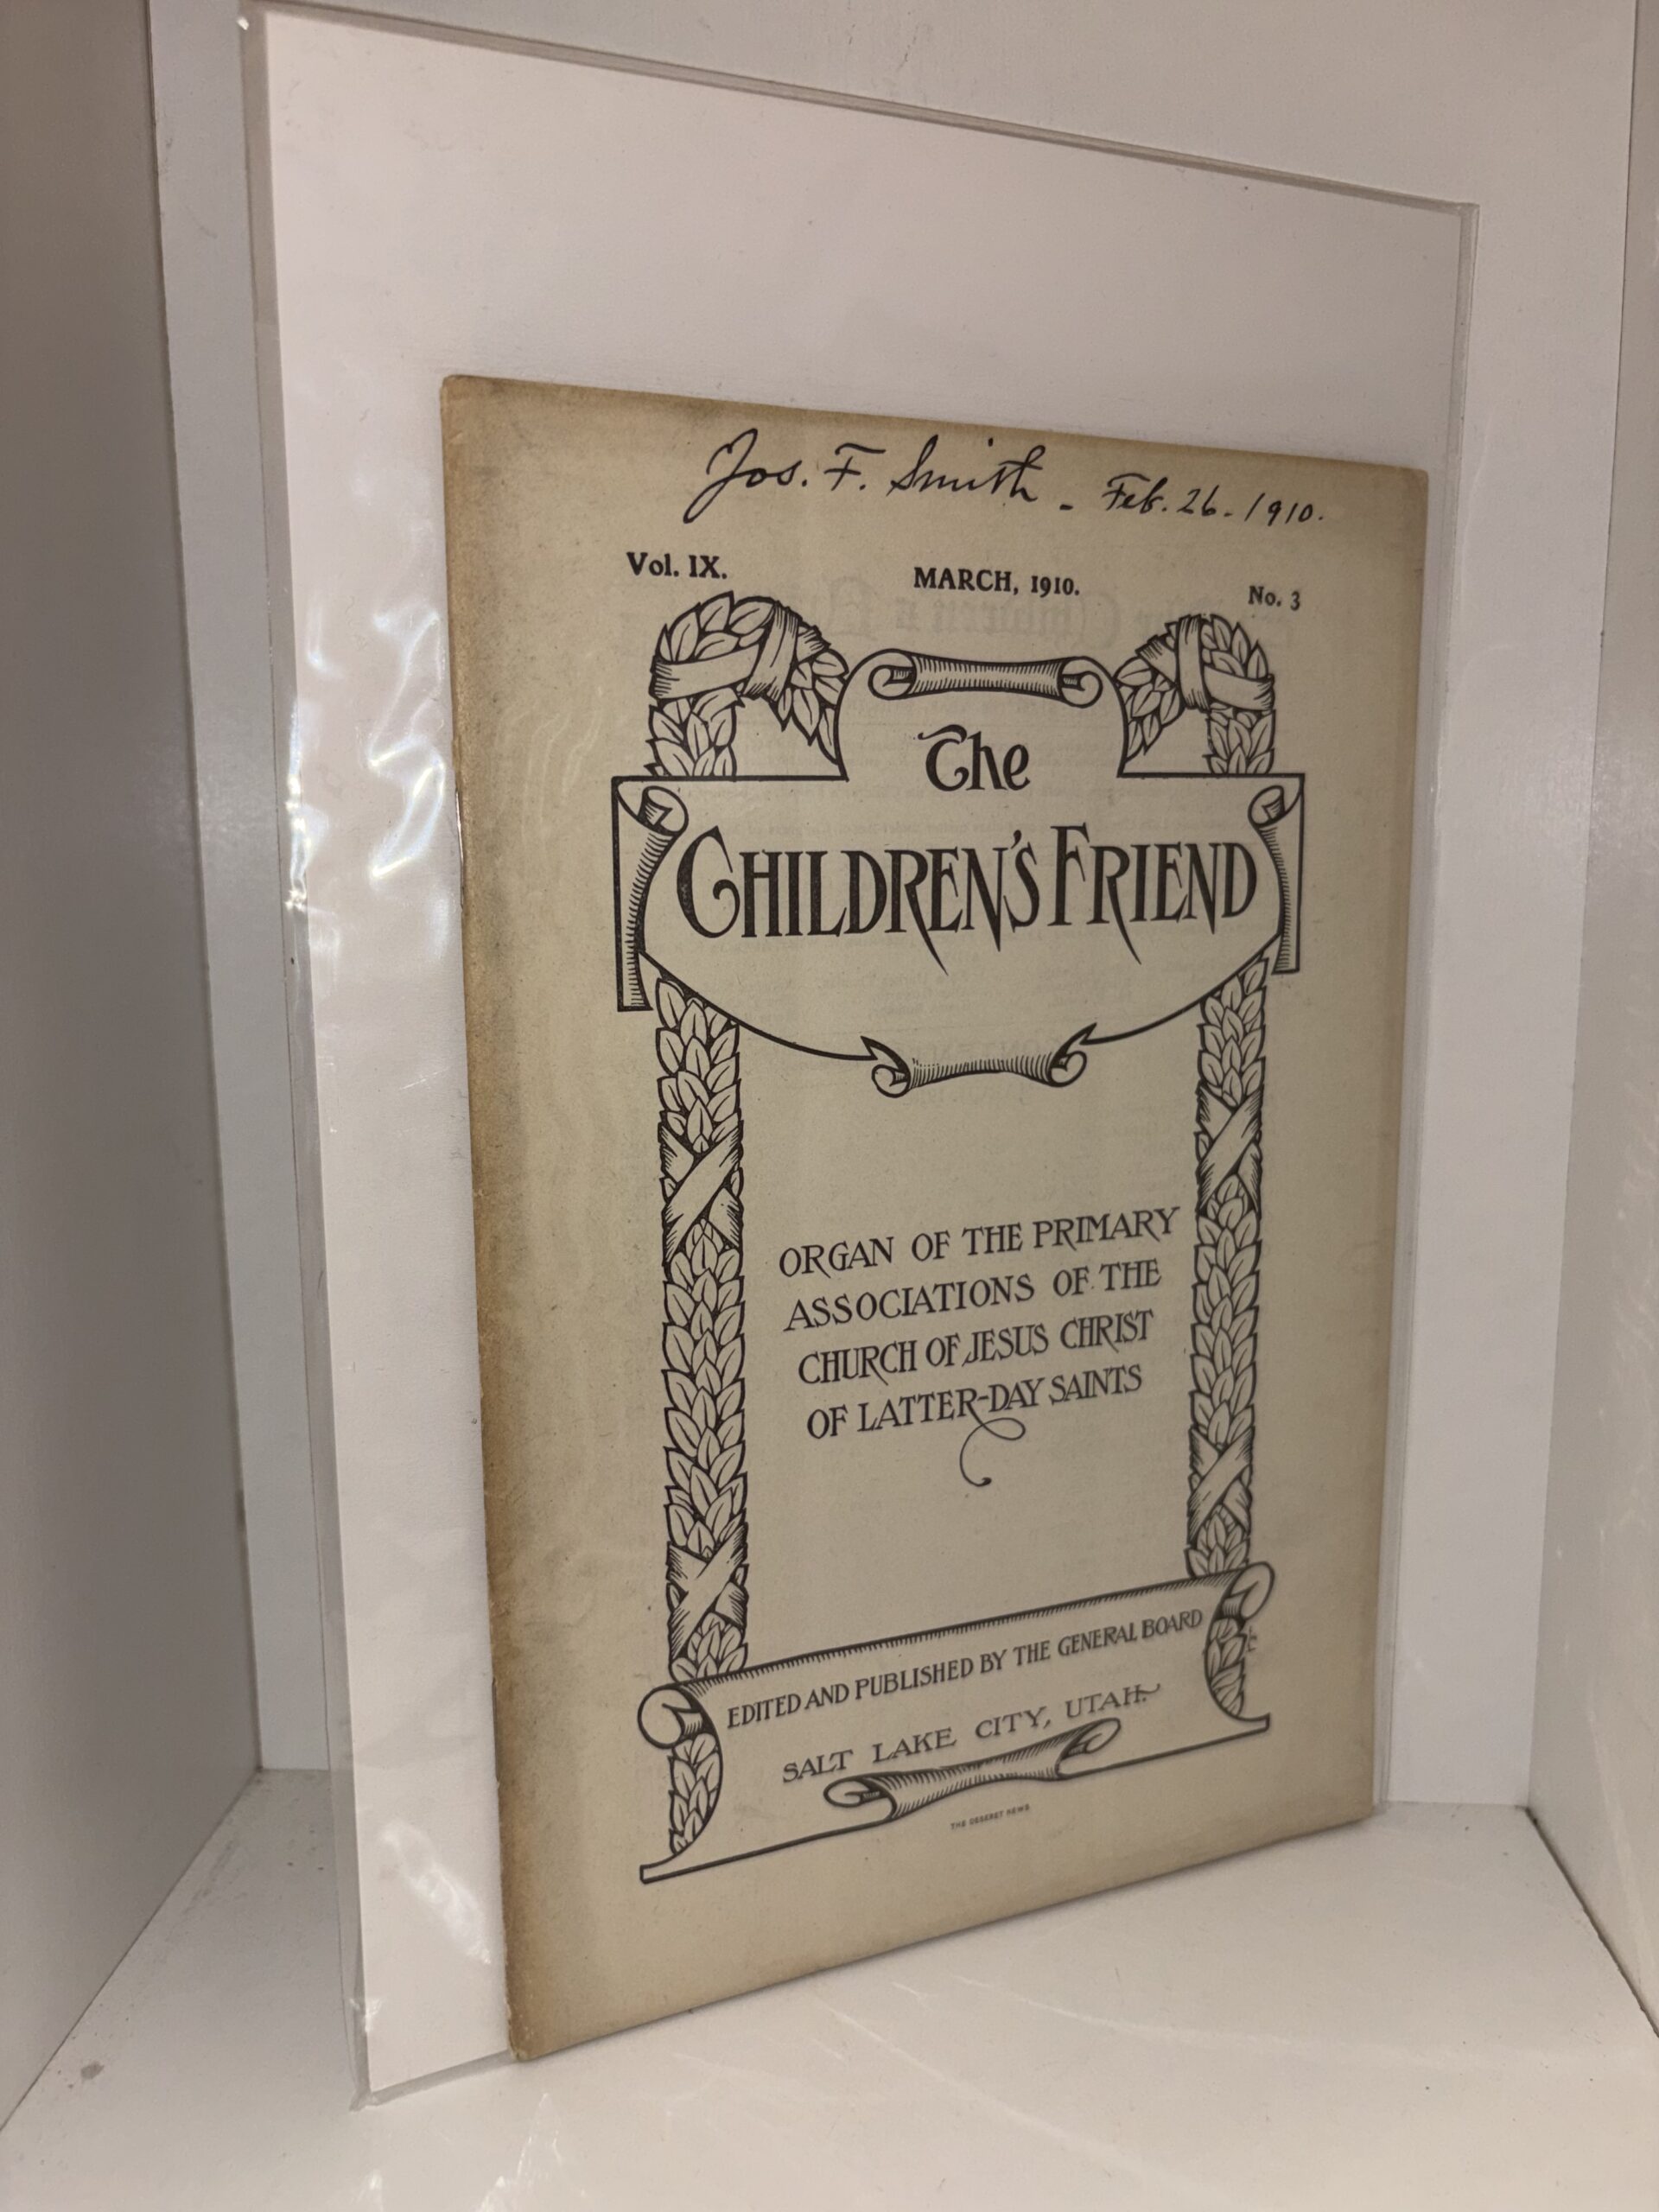 Jos. F. Smith - Feb. 26 - 1910.
Vol. IX. MARCH, 1910. No. 3
The
CHILDREN'S FRIEND
ORGAN OF THE PRIMARY
ASSOCIATIONS OF THE
CHURCH OF JESUS CHRIST
OF LATTER-DAY SAINTS
EDITED AND PUBLISHED BY THE GENERAL BOARD
SALT LAKE CITY, UTAH.
THE DESERET NEWS